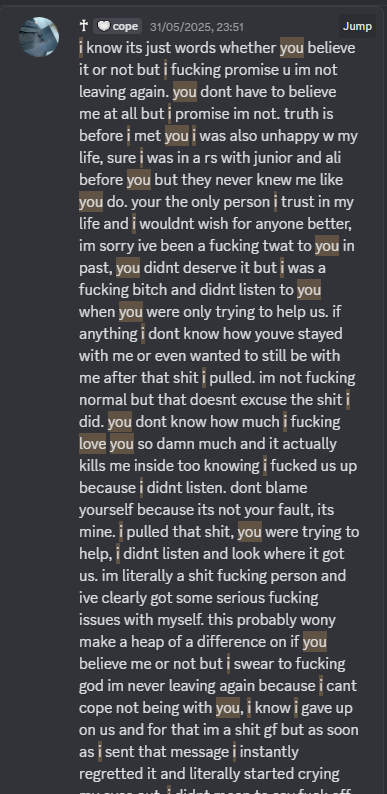 ✝ 🤍 cope 31/05/2025, 23:51 Jump
i know its just words whether you believe
it or not but i fucking promise u im not
leaving again. you dont have to believe
me at all but i promise im not. truth is
before i met you i was also unhappy w my
life, sure i was in a rs with junior and ali
before you but they never knew me like
you do. your the only person i trust in my
life and i wouldnt wish for anyone better,
im sorry ive been a fucking twat to you in
past, you didnt deserve it but i was a
fucking bitch and didnt listen to you
when you were only trying to help us. if
anything i dont know how youve stayed
with me or even wanted to still be with
me after that shit i pulled. im not fucking
normal but that doesnt excuse the shit i
did. you dont know how much i fucking
love you so damn much and it actually
kills me inside too knowing i fucked us up
because i didnt listen. dont blame
yourself because its not your fault, its
mine. i pulled that shit, you were trying to
help, i didnt listen and look where it got
us. im literally a shit fucking person and
ive clearly got some serious fucking
issues with myself. this probably wony
make a heap of a difference on if you
believe me or not but i swear to fucking
god im never leaving again because i cant
cope not being with you, i know i gave up
on us and for that im a shit gf but as soon
as i sent that message i instantly
regretted it and literally started crying
my eyes out. i didnt mean to say fuck off